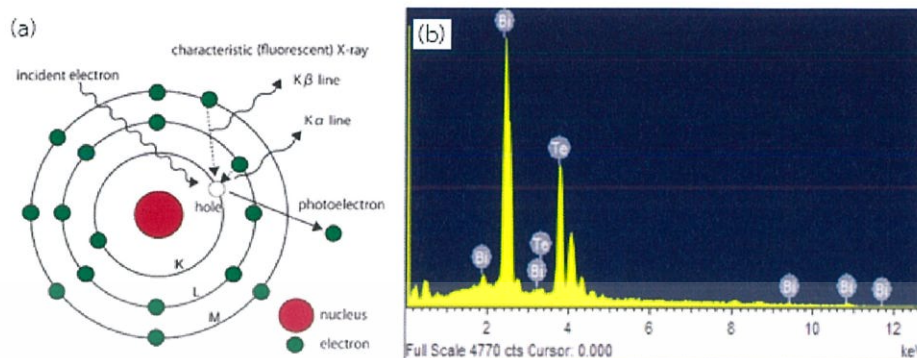 (a)
characteristic (fluorescent) X-ray
incident electron
Kβ line
Kα line
hole
photoelectron
K
L
M
nucleus
electron
(b)
Bi
Te
Bi
Te
Bi
Bi
Bi
Bi
2
4
6
8
10
12
Full Scale 4770 cts Cursor: 0.000
keV